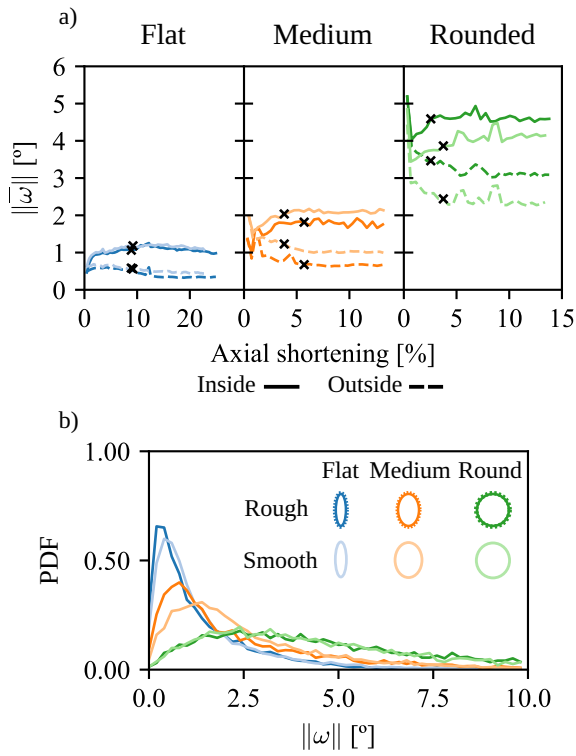 a)
Flat Medium Rounded
6
5
4
3
2
1
0
‖ω̅‖ [º]
0 10 20 0 5 10 0 5 10 15
Axial shortening [%]
Inside Outside
b)
1.00
0.50
0.00
PDF
Flat Medium Round
Rough
Smooth
0.0 2.5 5.0 7.5 10.0
‖ω‖ [º]